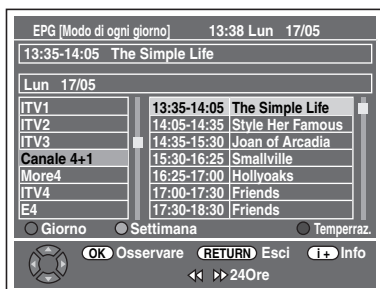 EPG [Modo di ogni giorno] 13:38 Lun 17/05
13:35-14:05 The Simple Life
Lun 17/05
ITV1
ITV2
ITV3
Canale 4+1
More4
ITV4
E4
13:35-14:05 The Simple Life
14:05-14:35 Style Her Famous
14:35-15:30 Joan of Arcadia
15:30-16:25 Smallville
16:25-17:00 Hollyoaks
17:00-17:30 Friends
17:30-18:30 Friends
Giorno Settimana Temperraz.
OK Osservare RETURN Esci i+ Info
24Ore